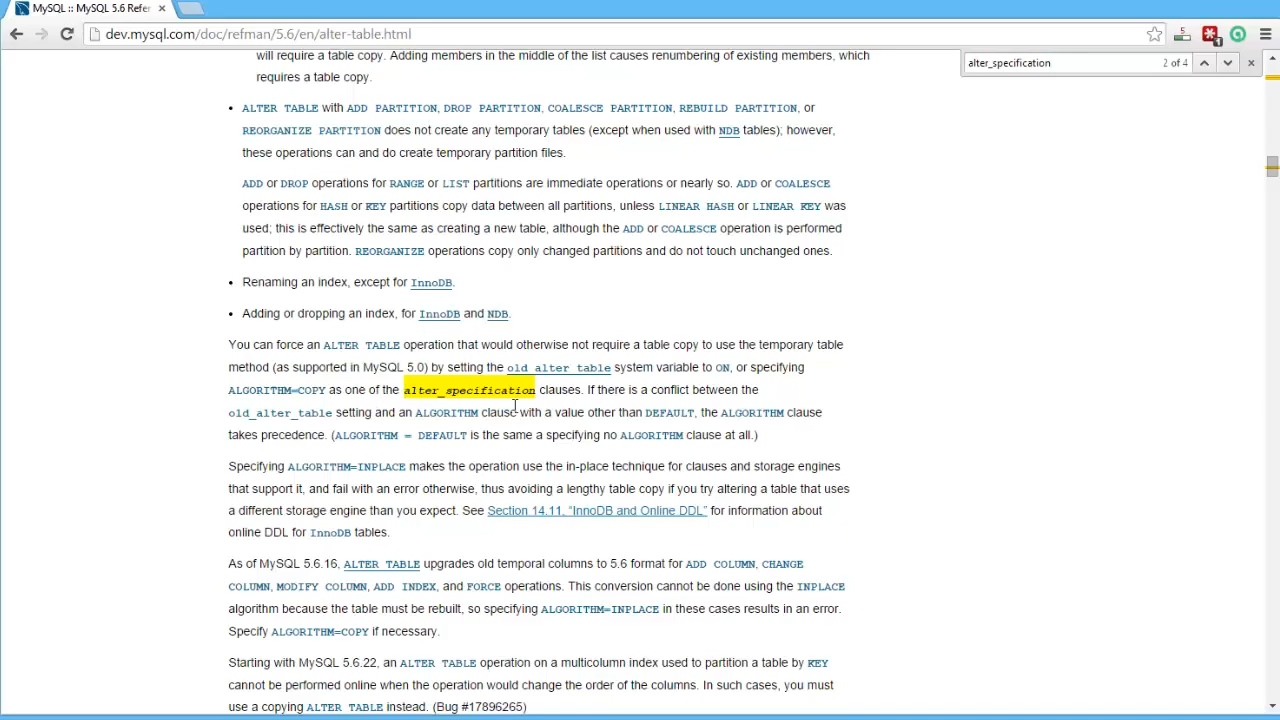 MySQL :: MySQL 5.6 Refer
dev.mysql.com/doc/refman/5.6/en/alter-table.html
5
1
alter_specification 2 of 4
will require a table copy. Adding members in the middle of the list causes renumbering of existing members, which
requires a table copy.
• ALTER TABLE with ADD PARTITION, DROP PARTITION, COALESCE PARTITION, REBUILD PARTITION, or
REORGANIZE PARTITION does not create any temporary tables (except when used with NDB tables); however,
these operations can and do create temporary partition files.
ADD or DROP operations for RANGE or LIST partitions are immediate operations or nearly so. ADD or COALESCE
operations for HASH or KEY partitions copy data between all partitions, unless LINEAR HASH or LINEAR KEY was
used; this is effectively the same as creating a new table, although the ADD or COALESCE operation is performed
partition by partition. REORGANIZE operations copy only changed partitions and do not touch unchanged ones.
• Renaming an index, except for InnoDB.
• Adding or dropping an index, for InnoDB and NDB.
You can force an ALTER TABLE operation that would otherwise not require a table copy to use the temporary table
method (as supported in MySQL 5.0) by setting the old_alter_table system variable to ON, or specifying
ALGORITHM=COPY as one of the alter_specification clauses. If there is a conflict between the
old_alter_table setting and an ALGORITHM clause with a value other than DEFAULT, the ALGORITHM clause
takes precedence. (ALGORITHM = DEFAULT is the same a specifying no ALGORITHM clause at all.)
Specifying ALGORITHM=INPLACE makes the operation use the in-place technique for clauses and storage engines
that support it, and fail with an error otherwise, thus avoiding a lengthy table copy if you try altering a table that uses
a different storage engine than you expect. See Section 14.11, “InnoDB and Online DDL” for information about
online DDL for InnoDB tables.
As of MySQL 5.6.16, ALTER TABLE upgrades old temporal columns to 5.6 format for ADD COLUMN, CHANGE
COLUMN, MODIFY COLUMN, ADD INDEX, and FORCE operations. This conversion cannot be done using the INPLACE
algorithm because the table must be rebuilt, so specifying ALGORITHM=INPLACE in these cases results in an error.
Specify ALGORITHM=COPY if necessary.
Starting with MySQL 5.6.22, an ALTER TABLE operation on a multicolumn index used to partition a table by KEY
cannot be performed online when the operation would change the order of the columns. In such cases, you must
use a copying ALTER TABLE instead. (Bug #17896265)